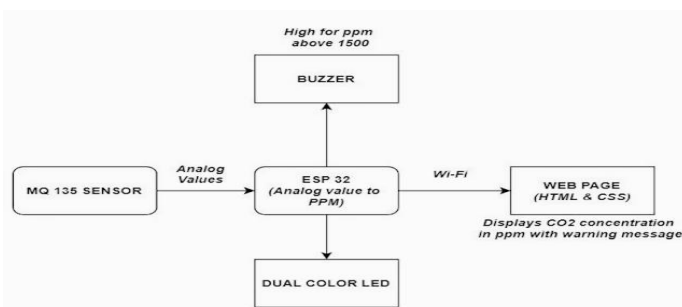 High for ppm
above 1500
BUZZER
MQ 135 SENSOR
Analog
Values
ESP 32
(Analog value to
PPM)
Wi-Fi
WEB PAGE
(HTML & CSS)
Displays CO2 concentration
in ppm with warning message
DUAL COLOR LED